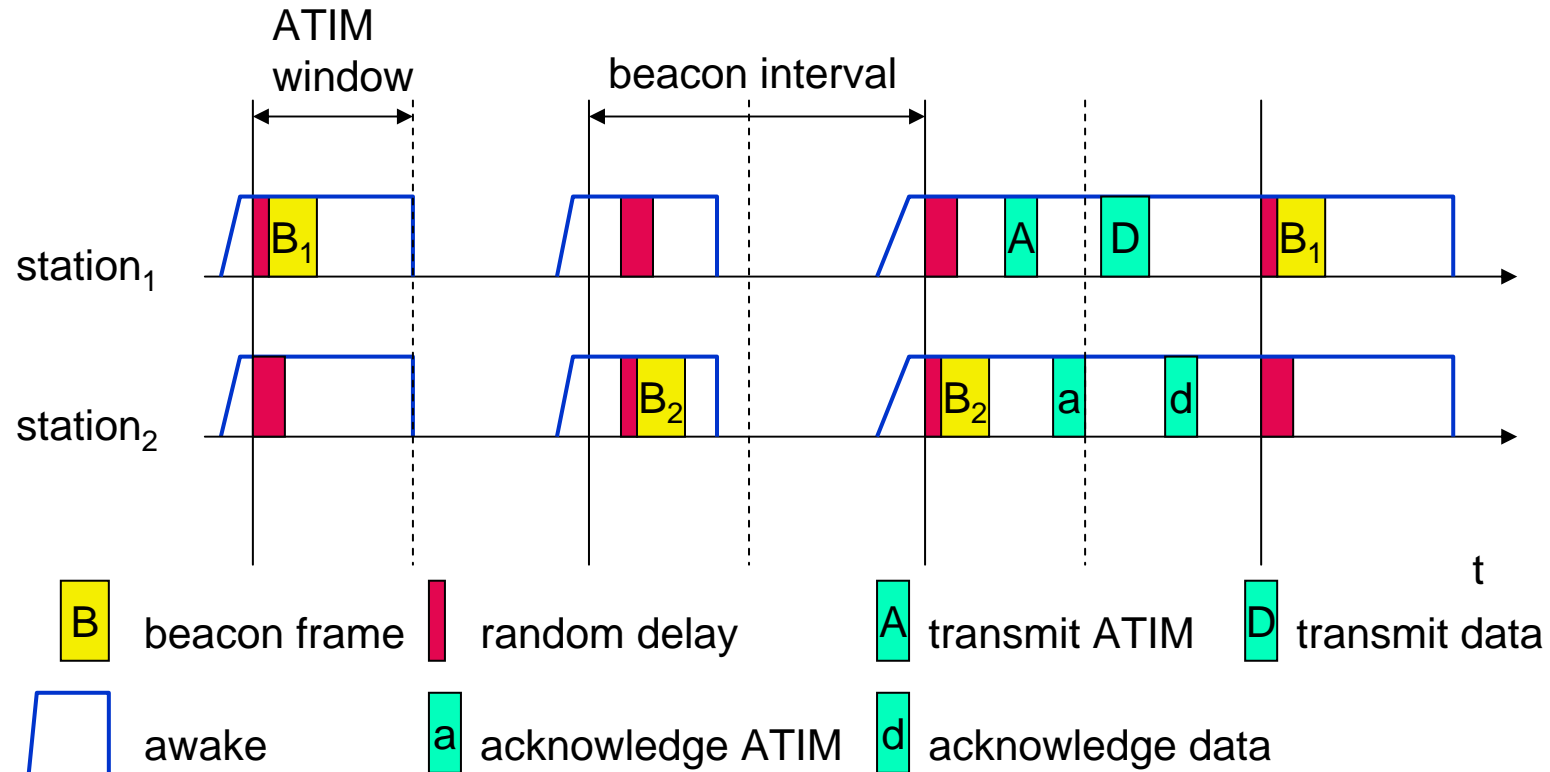 ATIM
window
beacon interval
station1
B1
A
D
B1
station2
B2
B2
a
d
t
B beacon frame
random delay
A transmit ATIM
D transmit data
awake
a acknowledge ATIM
d acknowledge data